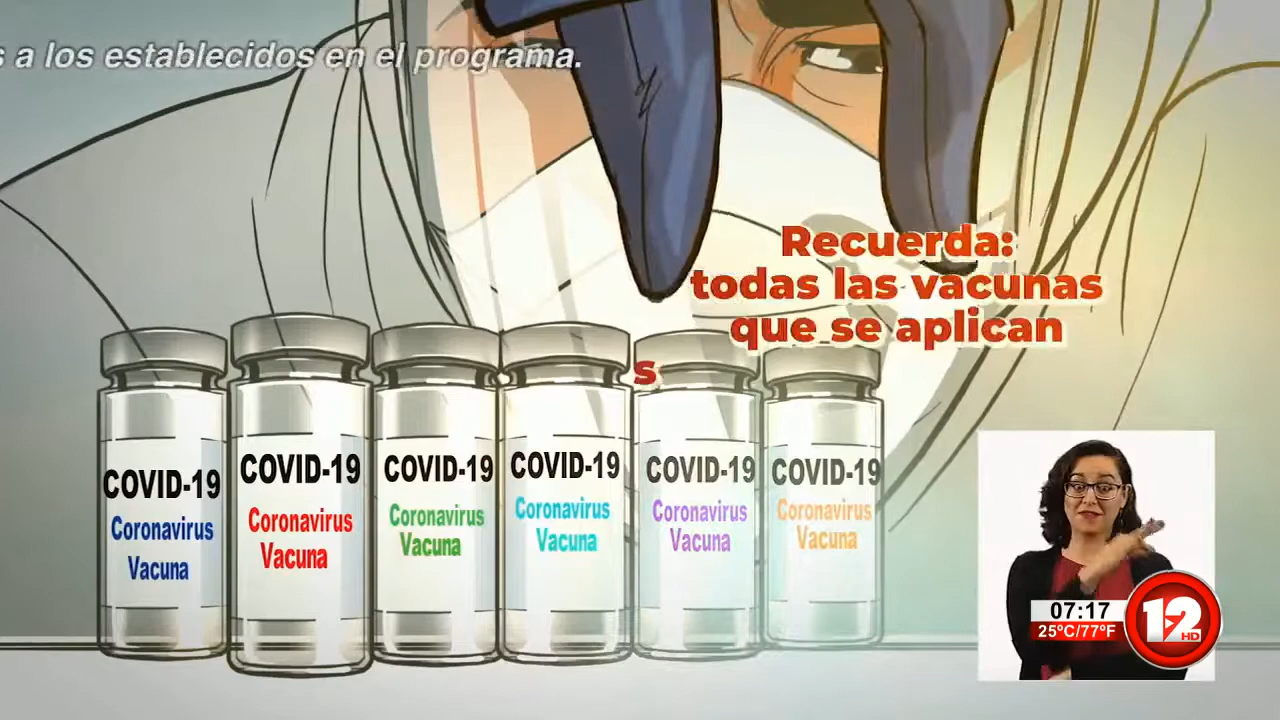 s a los establecidos en el programa.
Recuerda:
todas las vacunas
que se aplican
s
COVID-19
Coronavirus
Vacuna
COVID-19
Coronavirus
Vacuna
COVID-19
Coronavirus
Vacuna
COVID-19
Coronavirus
Vacuna
COVID-19
Coronavirus
Vacuna
COVID-19
Coronavirus
Vacuna
07:17
25ºC/77ºF
12
HD